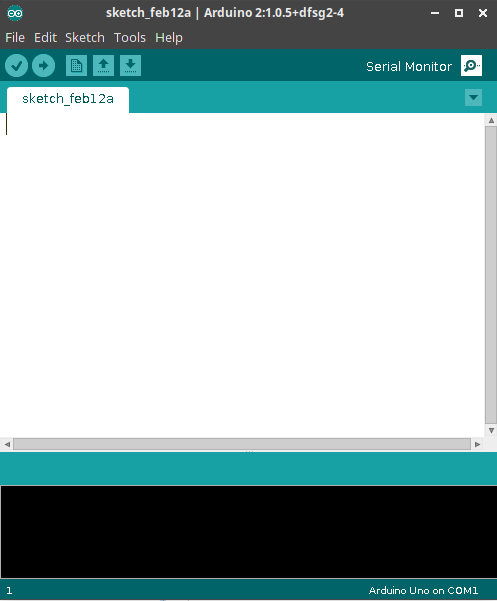 sketch_feb12a | Arduino 2:1.0.5+dfsg2-4
File Edit Sketch Tools Help
Serial Monitor
sketch_feb12a
1 Arduino Uno on COM1